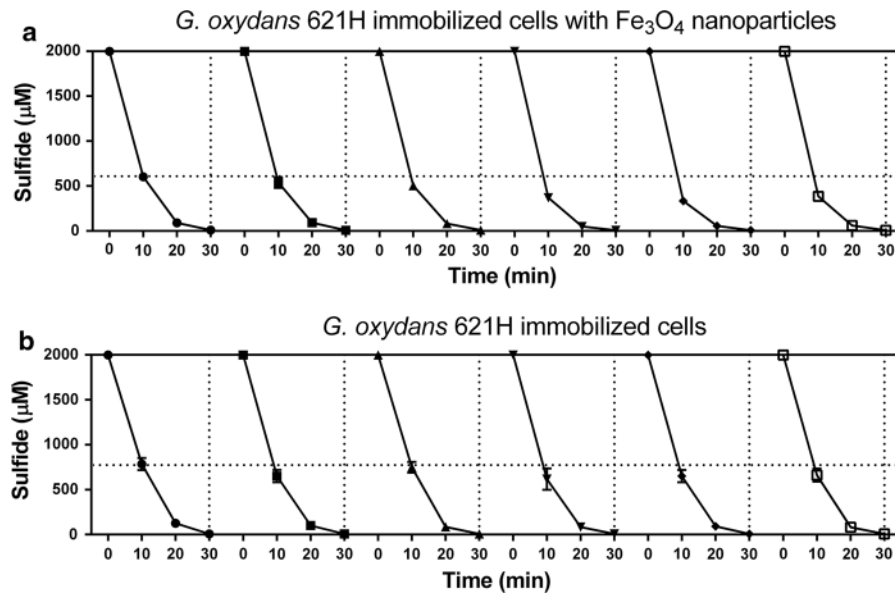 a
G. oxydans 621H immobilized cells with Fe₃O₄ nanoparticles
2000
1500
1000
500
0
Sulfide (μM)
0 10 20 30 0 10 20 30 0 10 20 30 0 10 20 30 0 10 20 30 0 10 20 30
Time (min)
b
G. oxydans 621H immobilized cells
2000
1500
1000
500
0
Sulfide (μM)
0 10 20 30 0 10 20 30 0 10 20 30 0 10 20 30 0 10 20 30 0 10 20 30
Time (min)